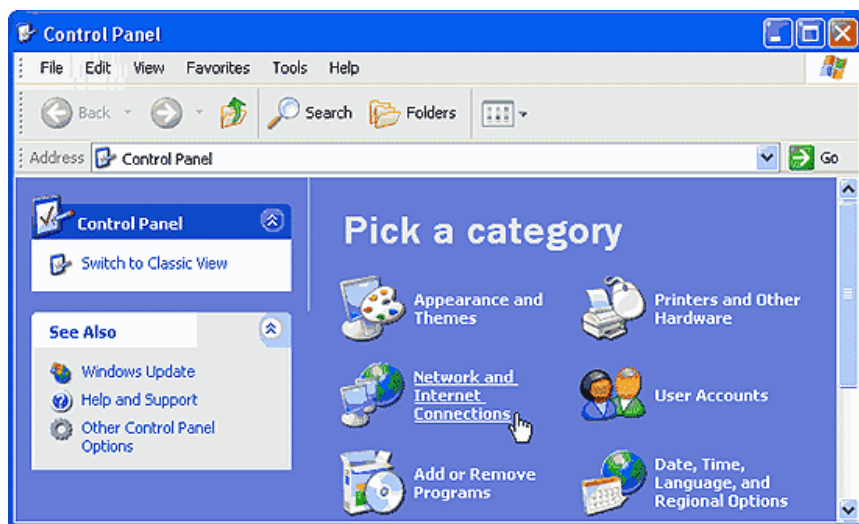 Control Panel
File Edit View Favorites Tools Help
Back Search Folders
Address Control Panel Go
Control Panel
Switch to Classic View
See Also
Windows Update
Help and Support
Other Control Panel
Options
Pick a category
Appearance and
Themes
Printers and Other
Hardware
Network and
Internet
Connections
User Accounts
Add or Remove
Programs
Date, Time,
Language, and
Regional Options